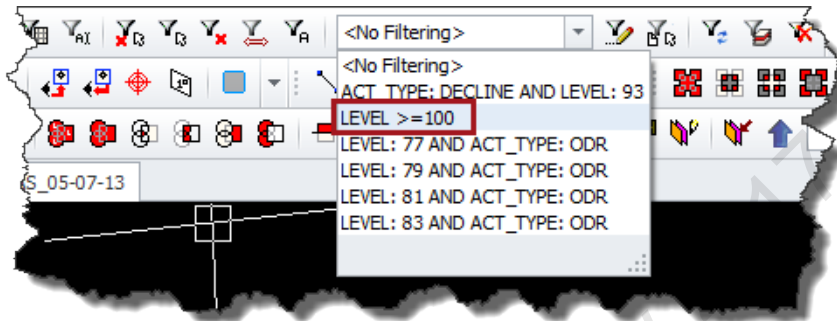 <No Filtering>
<No Filtering>
ACT_TYPE: DECLINE AND LEVEL: 93
LEVEL >=100
LEVEL: 77 AND ACT_TYPE: ODR
LEVEL: 79 AND ACT_TYPE: ODR
LEVEL: 81 AND ACT_TYPE: ODR
LEVEL: 83 AND ACT_TYPE: ODR
S_05-07-13